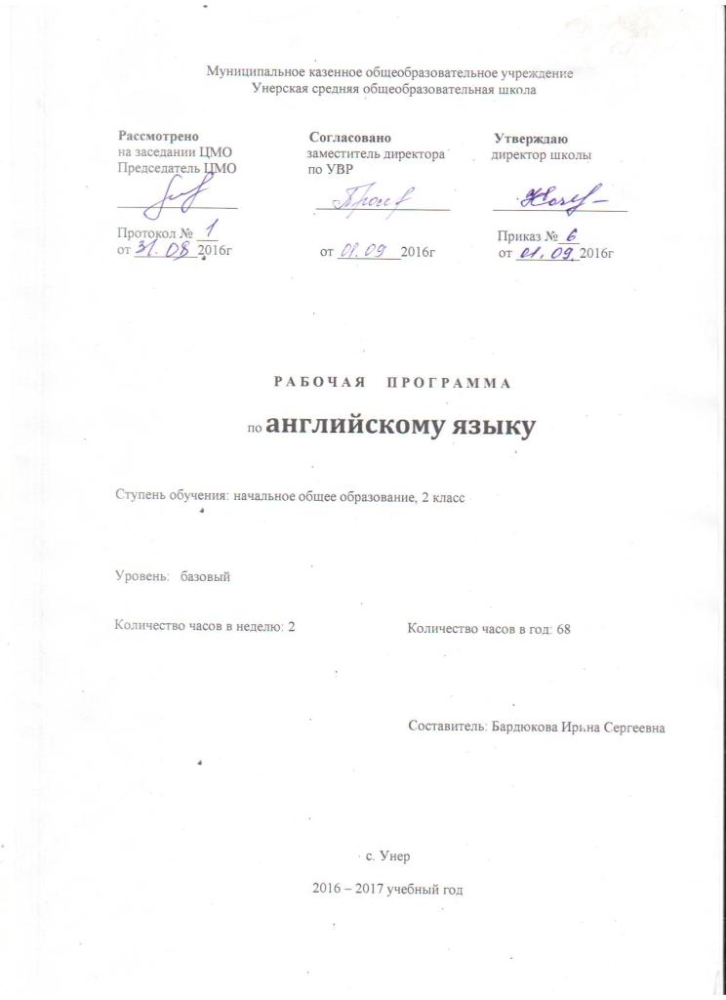 Муниципальное казенное общеобразовательное учреждение
Унерская средняя общеобразовательная школа
Рассмотрено Согласовано Утверждаю
на заседании ЦМО заместитель директора директор школы
Председатель ЦМО по УВР
Протокол № 1 Приказ № 6
от 31.08 2016г от 01.09 2016г от 01.09. 2016г
РАБОЧАЯ ПРОГРАММА
по английскому языку
Ступень обучения: начальное общее образование, 2 класс
Уровень: базовый
Количество часов в неделю: 2 Количество часов в год: 68
Составитель: Бардюкова Ирина Сергеевна
с. Унер
2016 – 2017 учебный год